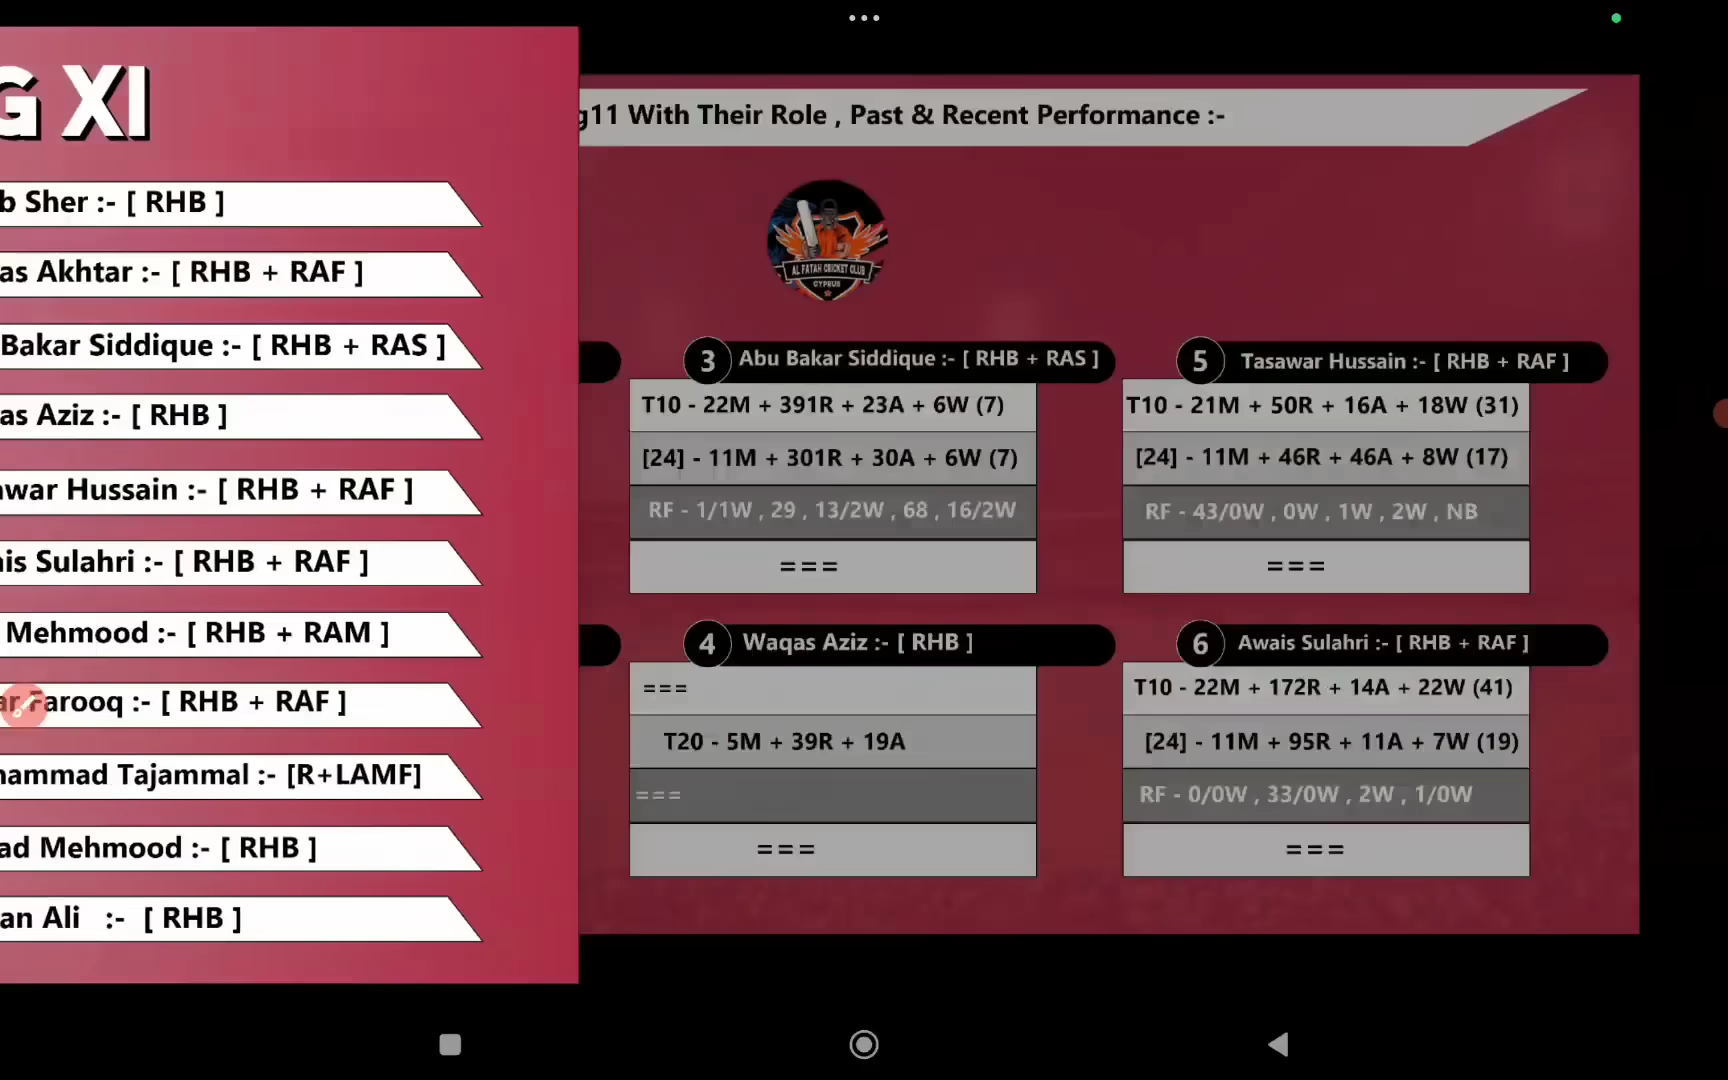 G XI
b Sher :- [ RHB ]
as Akhtar :- [ RHB + RAF ]
Bakar Siddique :- [ RHB + RAS ]
as Aziz :- [ RHB ]
awar Hussain :- [ RHB + RAF ]
ais Sulahri :- [ RHB + RAF ]
Mehmood :- [ RHB + RAM ]
ar Farooq :- [ RHB + RAF ]
hammad Tajammal :- [R+LAMF]
ad Mehmood :- [ RHB ]
an Ali :- [ RHB ]
g11 With Their Role , Past & Recent Performance :-
AL FATAH CRICKET CLUB
CYPRUS
3 Abu Bakar Siddique :- [ RHB + RAS ]
T10 - 22M + 391R + 23A + 6W (7)
[24] - 11M + 301R + 30A + 6W (7)
RF - 1/1W , 29 , 13/2W , 68 , 16/2W
===
4 Waqas Aziz :- [ RHB ]
===
T20 - 5M + 39R + 19A
===
===
5 Tasawar Hussain :- [ RHB + RAF ]
T10 - 21M + 50R + 16A + 18W (31)
[24] - 11M + 46R + 46A + 8W (17)
RF - 43/0W , 0W , 1W , 2W , NB
===
6 Awais Sulahri :- [ RHB + RAF ]
T10 - 22M + 172R + 14A + 22W (41)
[24] - 11M + 95R + 11A + 7W (19)
RF - 0/0W , 33/0W , 2W , 1/0W
===